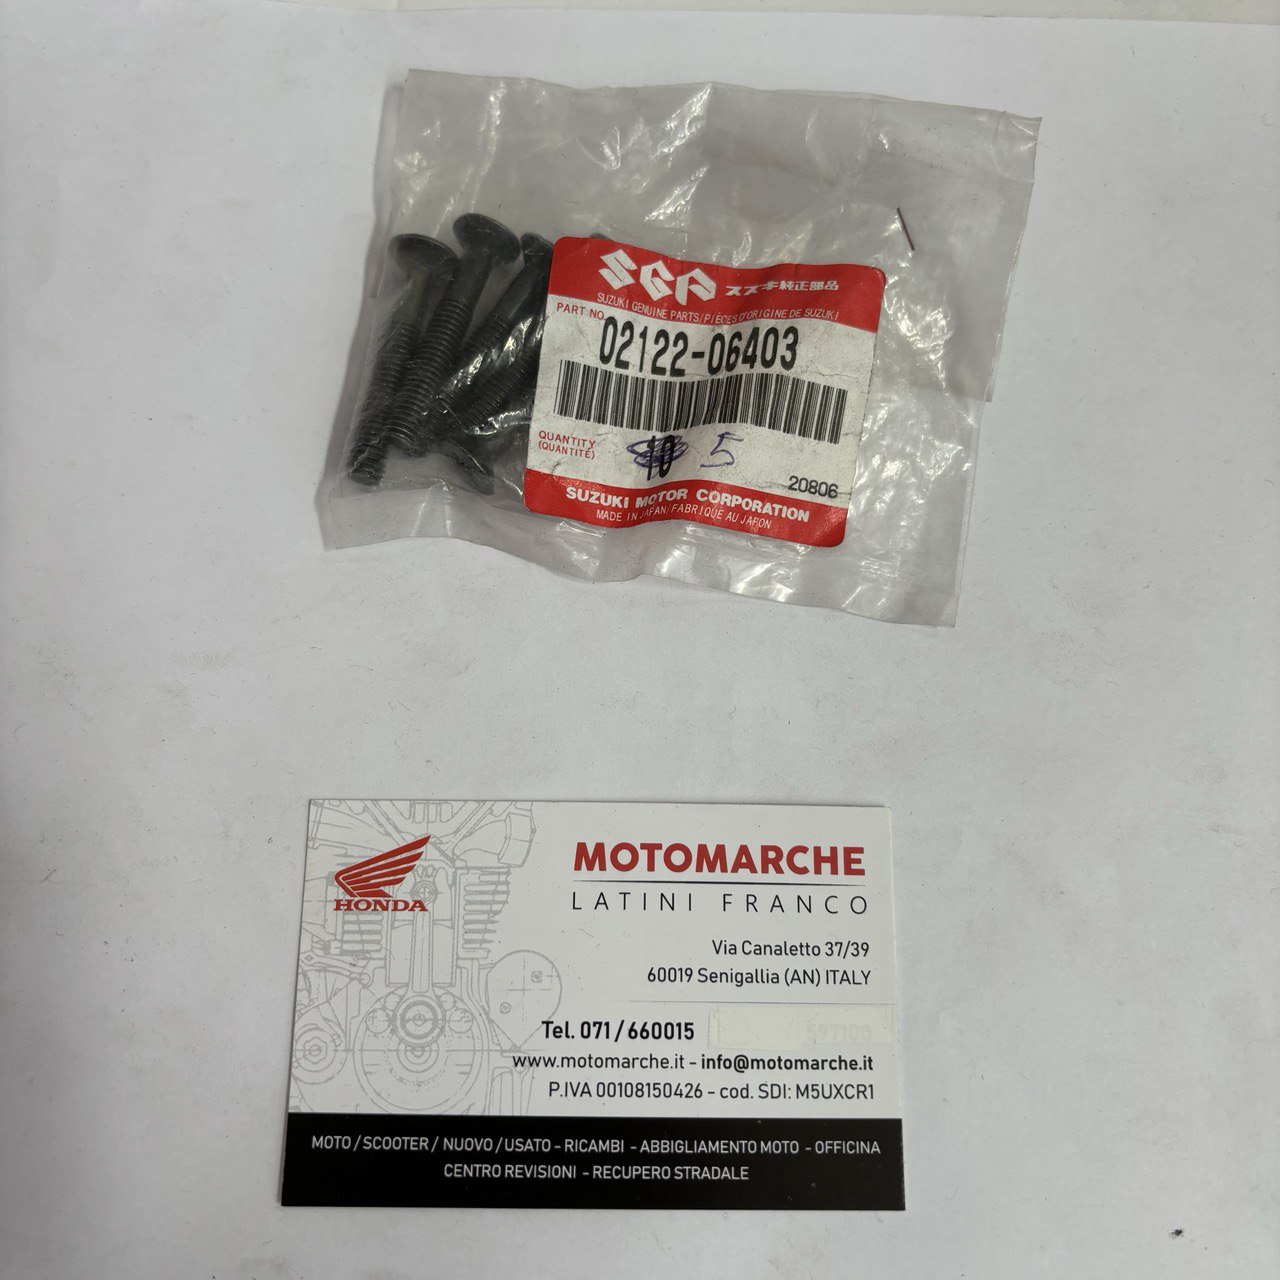 SGP スズキ純正部品
SUZUKI GENUINE PARTS/PIÈCES D'ORIGINE DE SUZUKI
PART NO.
02122-06403
QUANTITY
(QUANTITÉ)
10 5
20806
SUZUKI MOTOR CORPORATION
MADE IN JAPAN/FABRIQUÉ AU JAPON
HONDA
MOTOMARCHE
LATINI FRANCO
Via Canaletto 37/39
60019 Senigallia (AN) ITALY
Tel. 071/660015
www.motomarche.it - info@motomarche.it
P.IVA 00108150426 - cod. SDI: M5UXCR1
MOTO / SCOOTER / NUOVO / USATO - RICAMBI - ABBIGLIAMENTO MOTO - OFFICINA
CENTRO REVISIONI - RECUPERO STRADALE